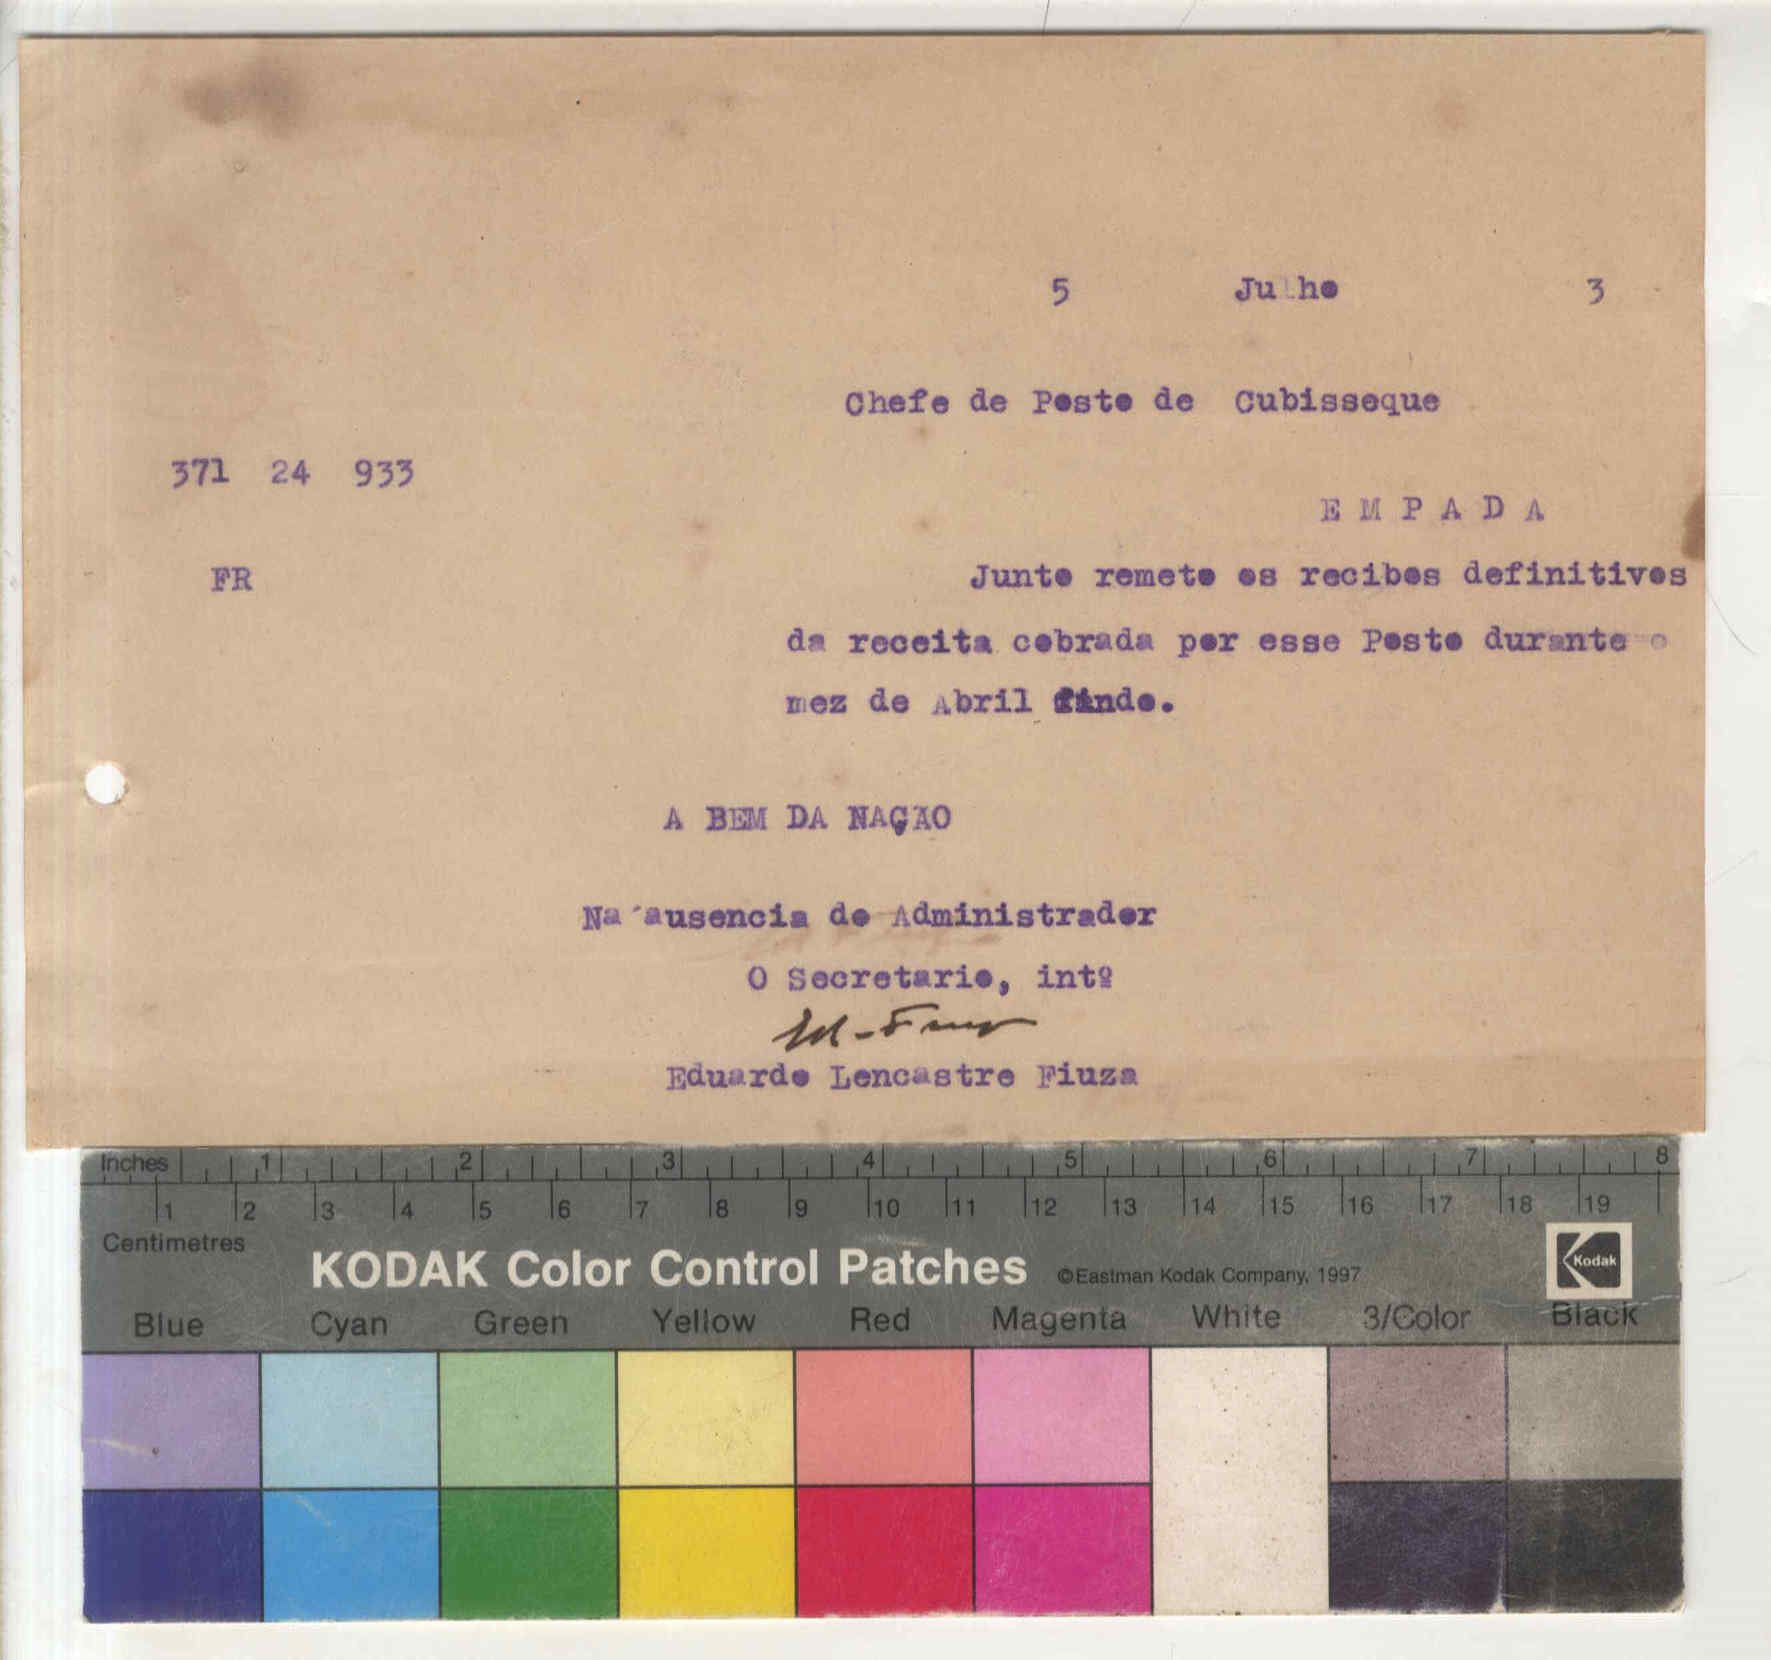 5 Julho 3
Chefe de Posto de Cubisseque
371 24 933
E M P A D A
FR
Junto remeto os recibos definitivos
da receita cobrada por esse Posto durante o
mez de Abril findo.
A BEM DA NAÇÃO
Na ausencia do Administrador
O Secretario, intº
Eduardo Lencastre Fiuza
Inches 1 2 3 4 5 6 7 8
1 2 3 4 5 6 7 8 9 10 11 12 13 14 15 16 17 18 19
Centimetres
KODAK Color Control Patches ©Eastman Kodak Company, 1997 Kodak
Blue Cyan Green Yellow Red Magenta White 3/Color Black